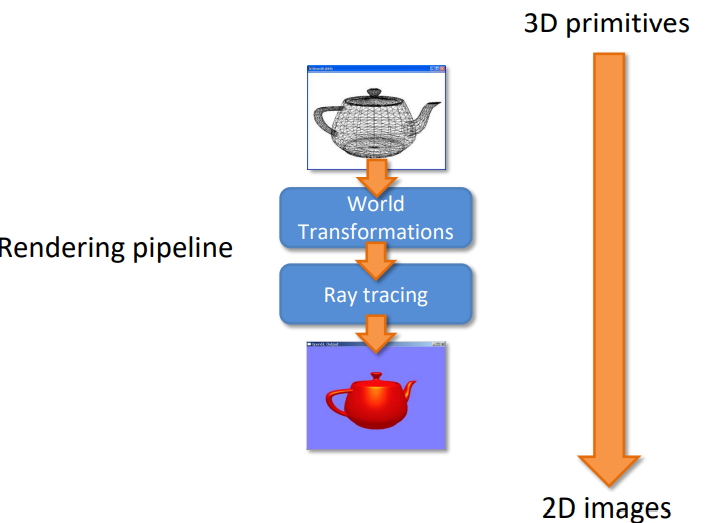 3D primitives
World
Transformations
Rendering pipeline
Ray tracing
2D images